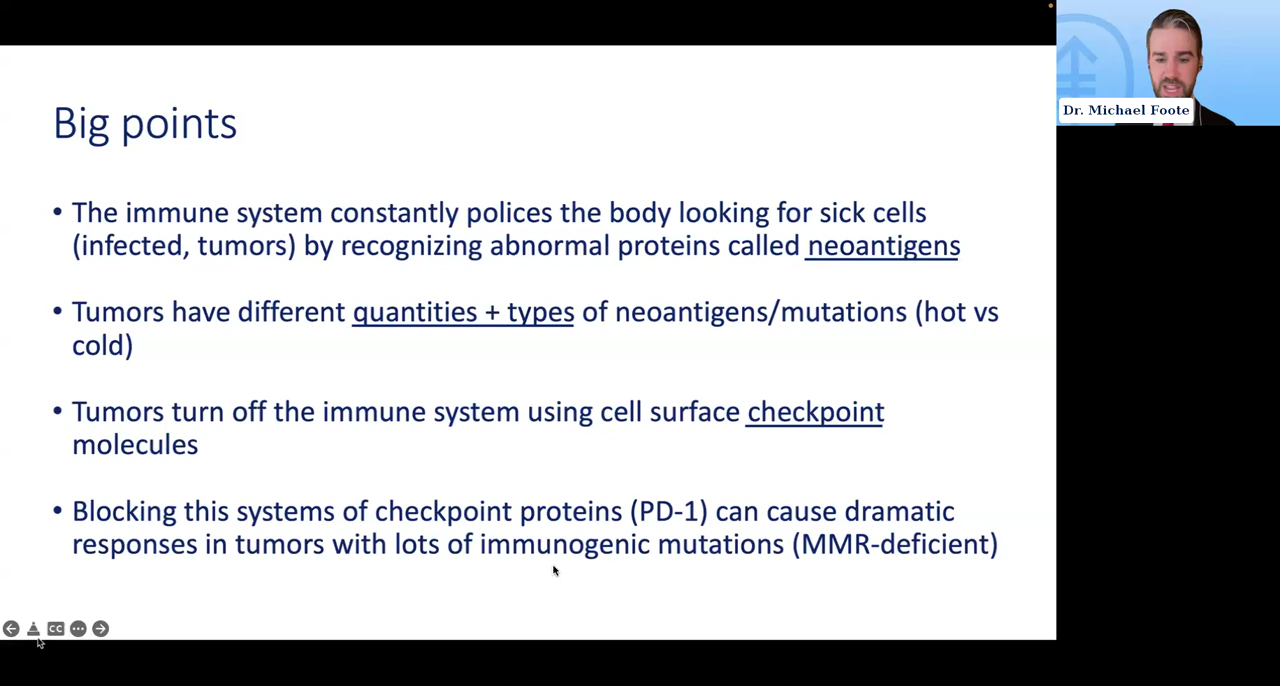 Dr. Michael Foote
Big points
• The immune system constantly polices the body looking for sick cells
(infected, tumors) by recognizing abnormal proteins called neoantigens
• Tumors have different quantities + types of neoantigens/mutations (hot vs
cold)
• Tumors turn off the immune system using cell surface checkpoint
molecules
• Blocking this systems of checkpoint proteins (PD-1) can cause dramatic
responses in tumors with lots of immunogenic mutations (MMR-deficient)
CC